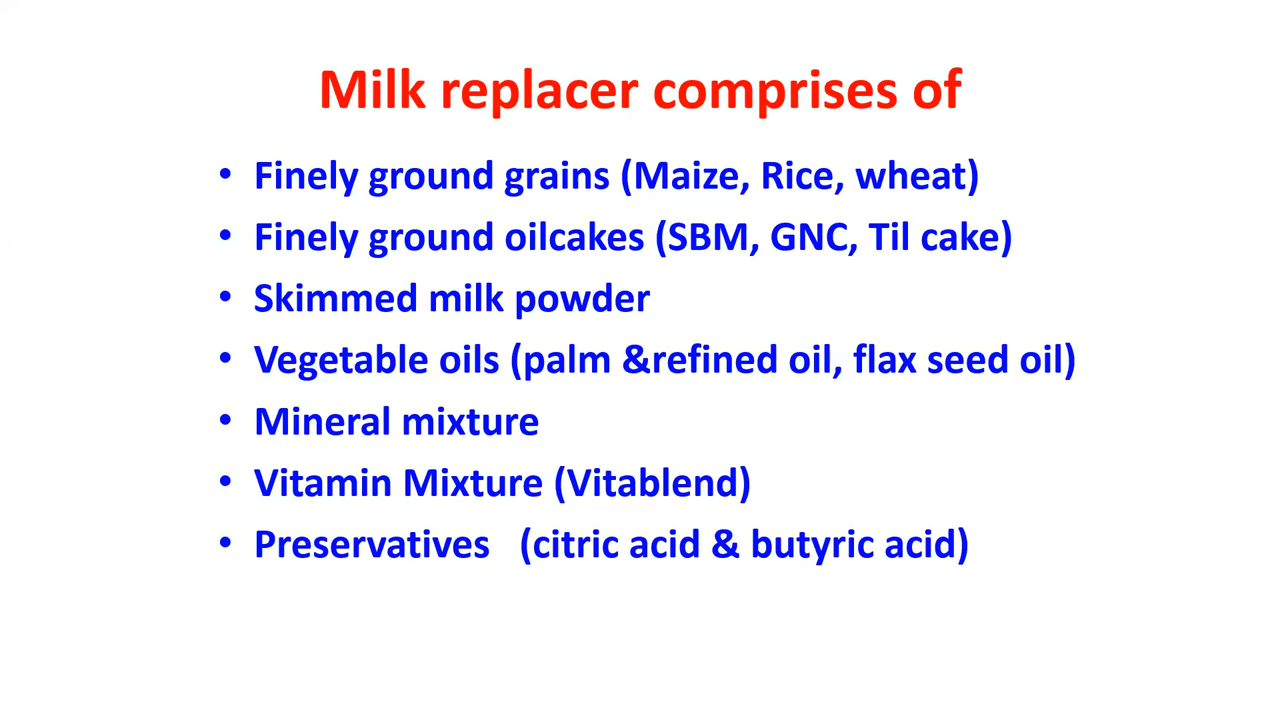 Milk replacer comprises of
• Finely ground grains (Maize, Rice, wheat)
• Finely ground oilcakes (SBM, GNC, Til cake)
• Skimmed milk powder
• Vegetable oils (palm &refined oil, flax seed oil)
• Mineral mixture
• Vitamin Mixture (Vitablend)
• Preservatives   (citric acid & butyric acid)